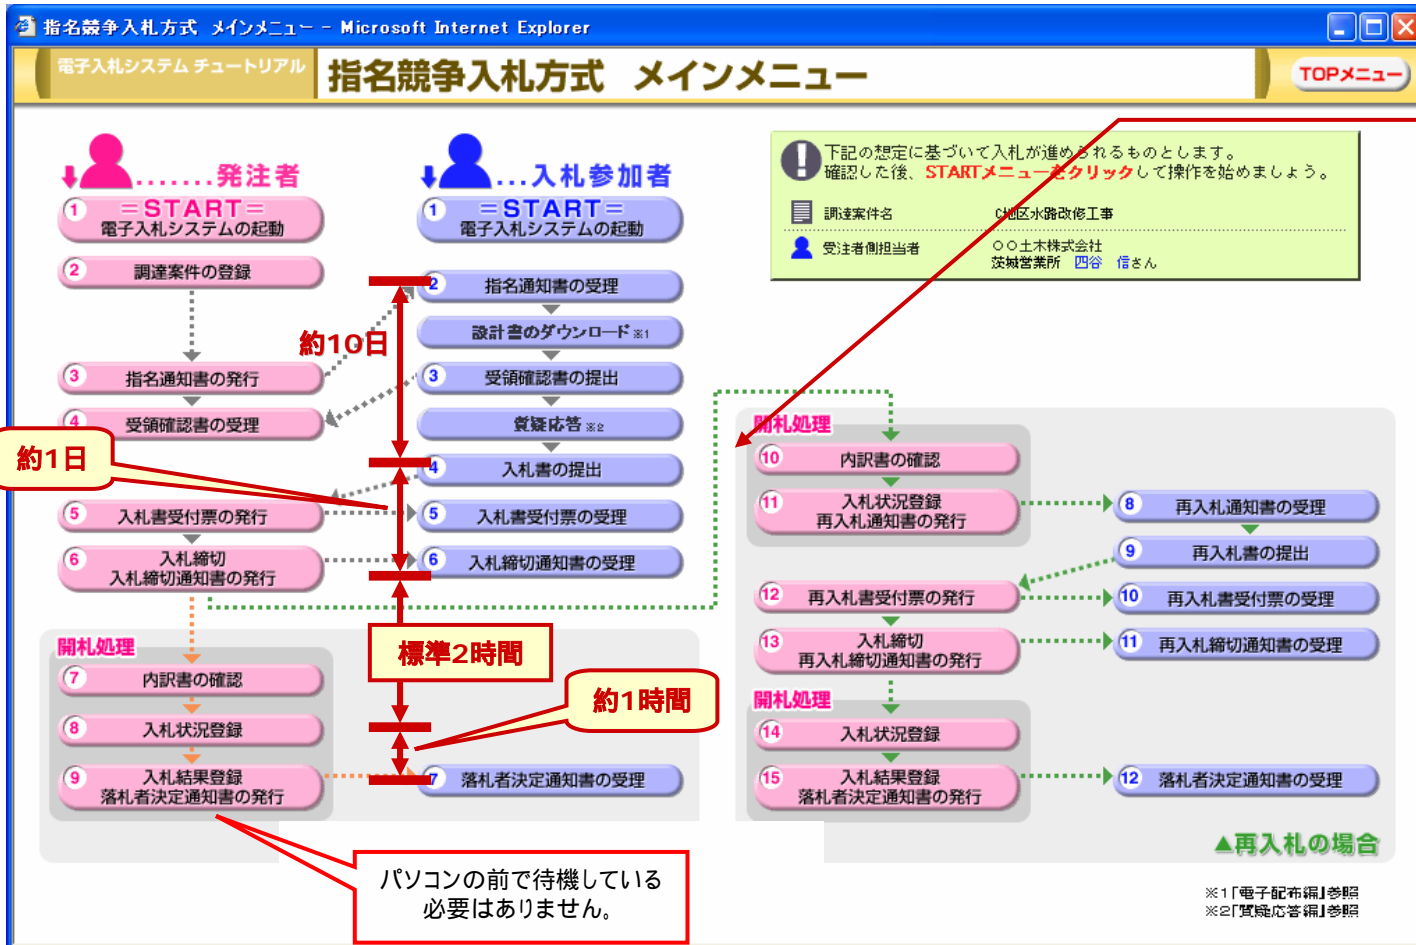 指名競争入札方式 メインメニュー - Microsoft Internet Explorer
電子入札システム チュートリアル
指名競争入札方式 メインメニュー
TOPメニュー
.......発注者
1 =START=
電子入札システムの起動
2 調達案件の登録
3 指名通知書の発行
4 受領確認書の受理
5 入札書受付票の発行
6 入札締切
入札締切通知書の発行
開札処理
7 内訳書の確認
8 入札状況登録
9 入札結果登録
落札者決定通知書の発行
...入札参加者
1 =START=
電子入札システムの起動
2 指名通知書の受理
設計書のダウンロード ※1
3 受領確認書の提出
質疑応答 ※2
4 入札書の提出
5 入札書受付票の受理
6 入札締切通知書の受理
7 落札者決定通知書の受理
約10日
約1日
標準2時間
約1時間
パソコンの前で待機している
必要はありません。
下記の想定に基づいて入札が進められるものとします。
確認した後、STARTメニューをクリックして操作を始めましょう。
調達案件名 C地区水路改修工事
受注者側担当者 ○○土木株式会社
茨城営業所 四谷 信さん
開札処理
10 内訳書の確認
11 入札状況登録
再入札通知書の発行
8 再入札通知書の受理
9 再入札書の提出
12 再入札書受付票の発行
10 再入札書受付票の受理
13 入札締切
再入札締切通知書の発行
11 再入札締切通知書の受理
開札処理
14 入札状況登録
15 入札結果登録
落札者決定通知書の発行
12 落札者決定通知書の受理
▲再入札の場合
※1「電子配布編」参照
※2「質疑応答編」参照